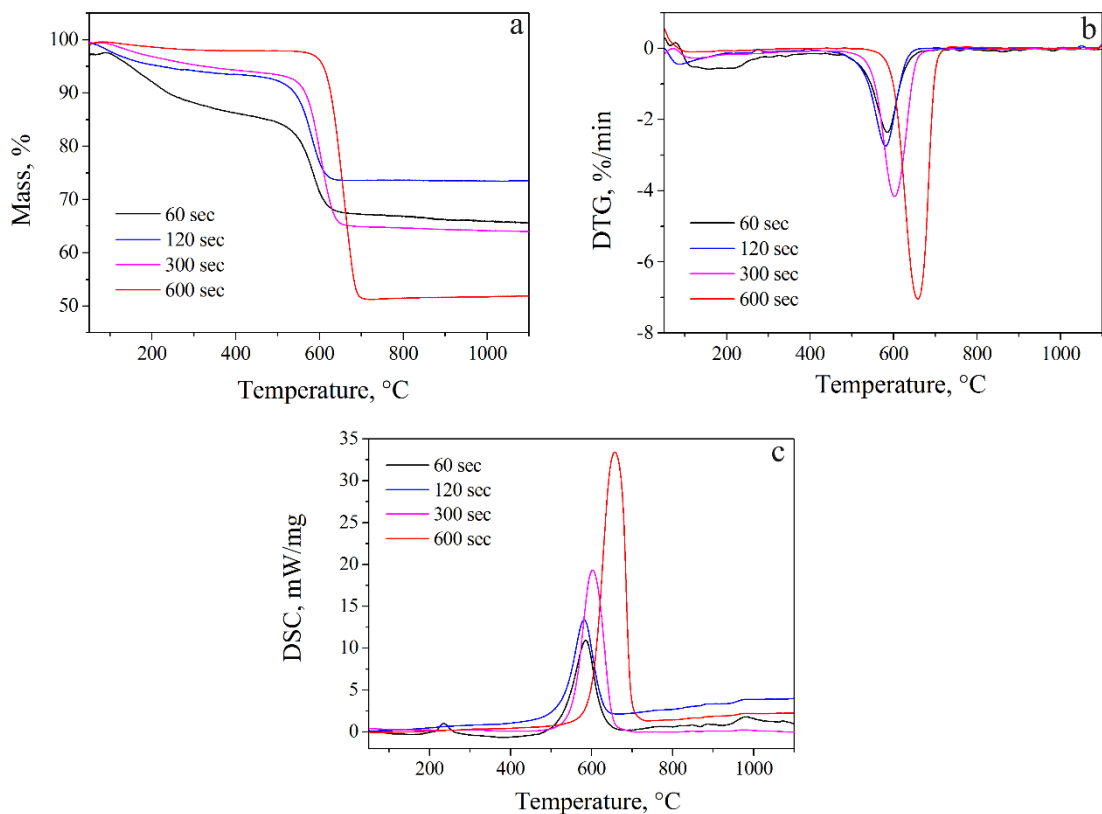 a
100
90
80
70
60
50
Mass, %
60 sec
120 sec
300 sec
600 sec
200 400 600 800 1000
Temperature, °C
b
0
-2
-4
-6
-8
DTG, %/min
60 sec
120 sec
300 sec
600 sec
200 400 600 800 1000
Temperature, °C
c
35
30
25
20
15
10
5
0
DSC, mW/mg
60 sec
120 sec
300 sec
600 sec
200 400 600 800 1000
Temperature, °C